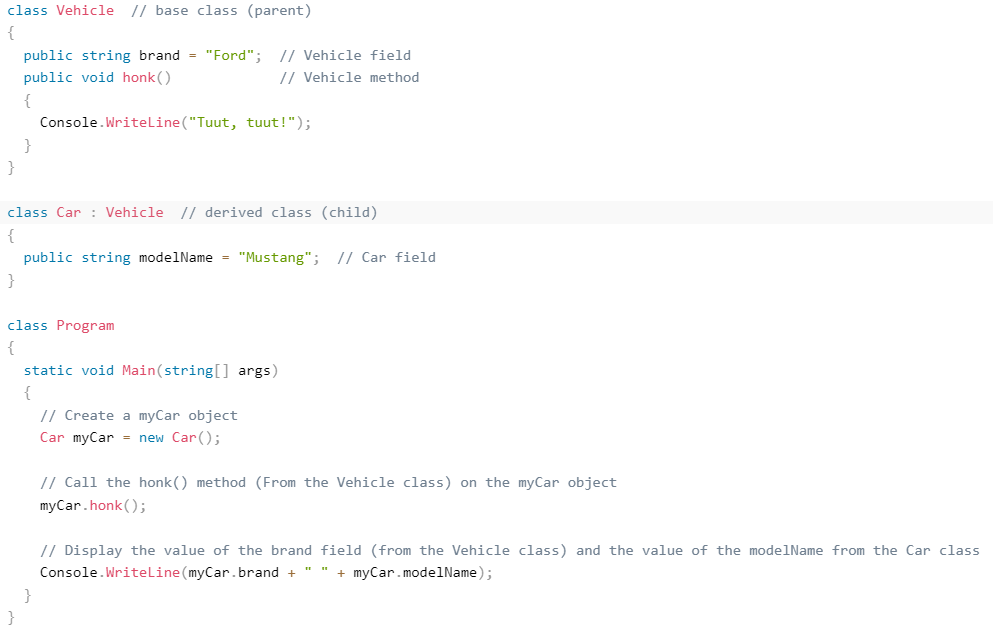 class Vehicle  // base class (parent)
{
  public string brand = "Ford";  // Vehicle field
  public void honk()             // Vehicle method
  {
    Console.WriteLine("Tuut, tuut!");
  }
}

class Car : Vehicle  // derived class (child)
{
  public string modelName = "Mustang";  // Car field
}

class Program
{
  static void Main(string[] args)
  {
    // Create a myCar object
    Car myCar = new Car();

    // Call the honk() method (From the Vehicle class) on the myCar object
    myCar.honk();

    // Display the value of the brand field (from the Vehicle class) and the value of the modelName from the Car class
    Console.WriteLine(myCar.brand + " " + myCar.modelName);
  }
}